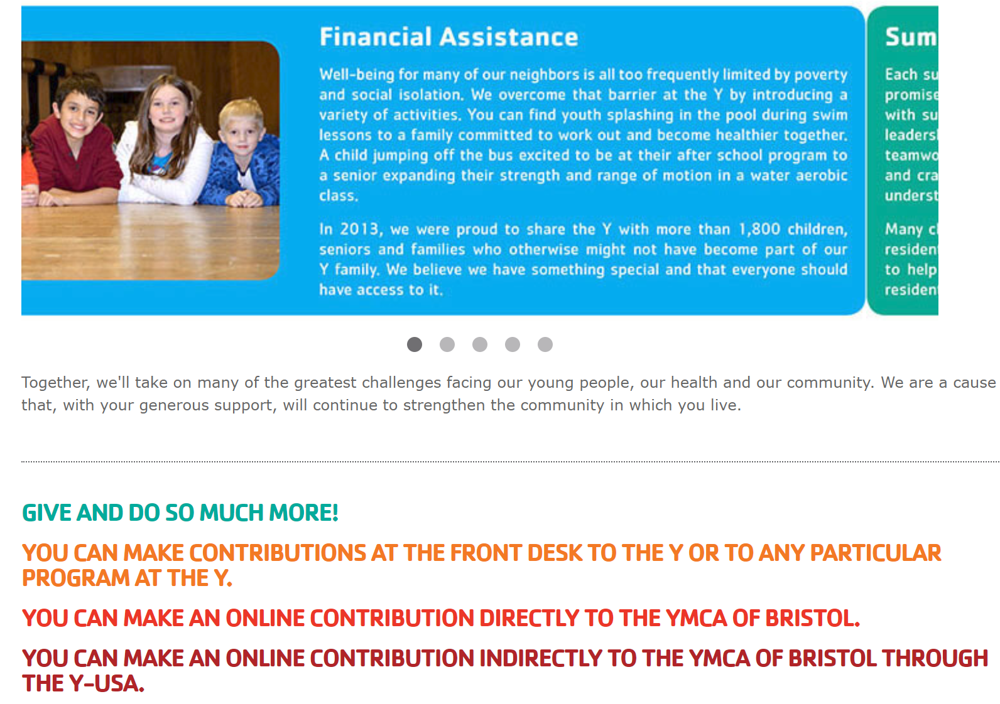 Financial Assistance
Well-being for many of our neighbors is all too frequently limited by poverty
and social isolation. We overcome that barrier at the Y by introducing a
variety of activities. You can find youth splashing in the pool during swim
lessons to a family committed to work out and become healthier together.
A child jumping off the bus excited to be at their after school program to
a senior expanding their strength and range of motion in a water aerobic
class.
In 2013, we were proud to share the Y with more than 1,800 children,
seniors and families who otherwise might not have become part of our
Y family. We believe we have something special and that everyone should
have access to it.
Sum
Each su
promise
with su
leaders
teamwo
and cra
underst
Many c
residen
to help
residen
Together, we'll take on many of the greatest challenges facing our young people, our health and our community. We are a cause
that, with your generous support, will continue to strengthen the community in which you live.
GIVE AND DO SO MUCH MORE!
YOU CAN MAKE CONTRIBUTIONS AT THE FRONT DESK TO THE Y OR TO ANY PARTICULAR
PROGRAM AT THE Y.
YOU CAN MAKE AN ONLINE CONTRIBUTION DIRECTLY TO THE YMCA OF BRISTOL.
YOU CAN MAKE AN ONLINE CONTRIBUTION INDIRECTLY TO THE YMCA OF BRISTOL THROUGH
THE Y-USA.